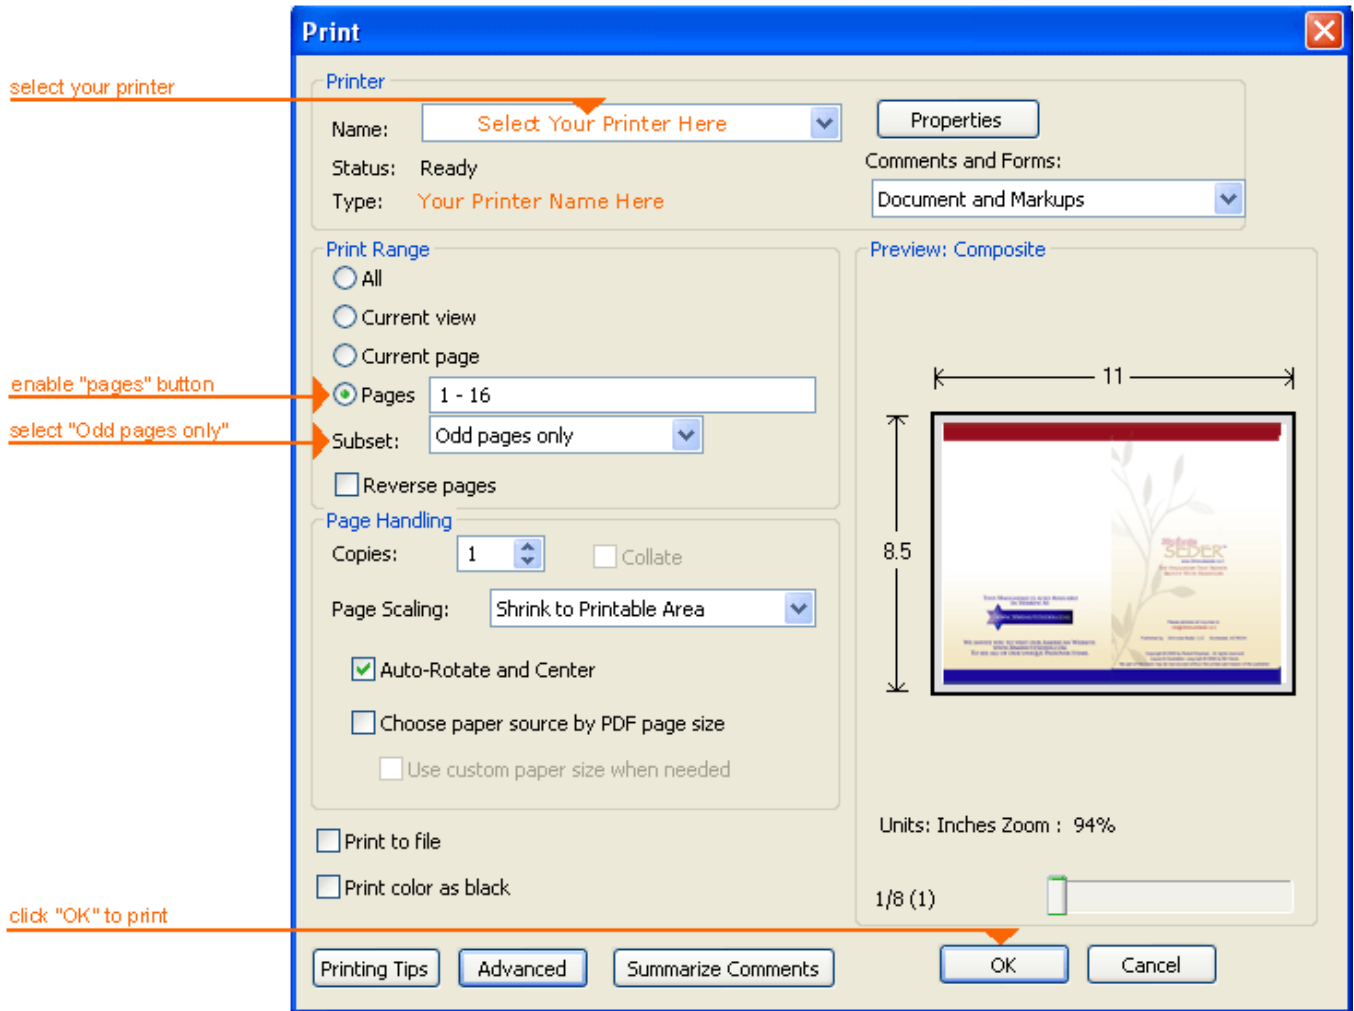 Print
select your printer
Printer
Name:
Select Your Printer Here
Properties
Status: Ready
Comments and Forms:
Type: Your Printer Name Here
Document and Markups
Print Range
Preview: Composite
All
Current view
Current page
11
enable "pages" button
Pages 1 - 16
select "Odd pages only"
Subset: Odd pages only
Reverse pages
Page Handling
Copies: 1 Collate
8.5
SEDER
Page Scaling: Shrink to Printable Area
Auto-Rotate and Center
Choose paper source by PDF page size
Use custom paper size when needed
Units: Inches Zoom : 94%
Print to file
Print color as black
1/8 (1)
click "OK" to print
Printing Tips
Advanced
Summarize Comments
OK
Cancel